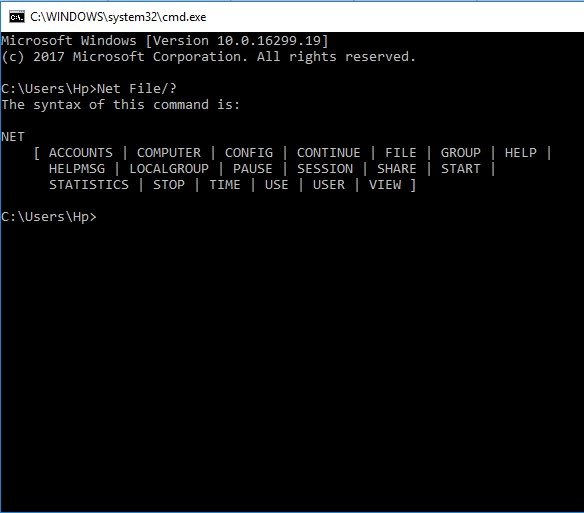 C:\WINDOWS\system32\cmd.exe
Microsoft Windows [Version 10.0.16299.19]
(c) 2017 Microsoft Corporation. All rights reserved.
C:\Users\Hp>Net File/?
The syntax of this command is:
NET
[ ACCOUNTS | COMPUTER | CONFIG | CONTINUE | FILE | GROUP | HELP |
HELPMSG | LOCALGROUP | PAUSE | SESSION | SHARE | START |
STATISTICS | STOP | TIME | USE | USER | VIEW ]
C:\Users\Hp>